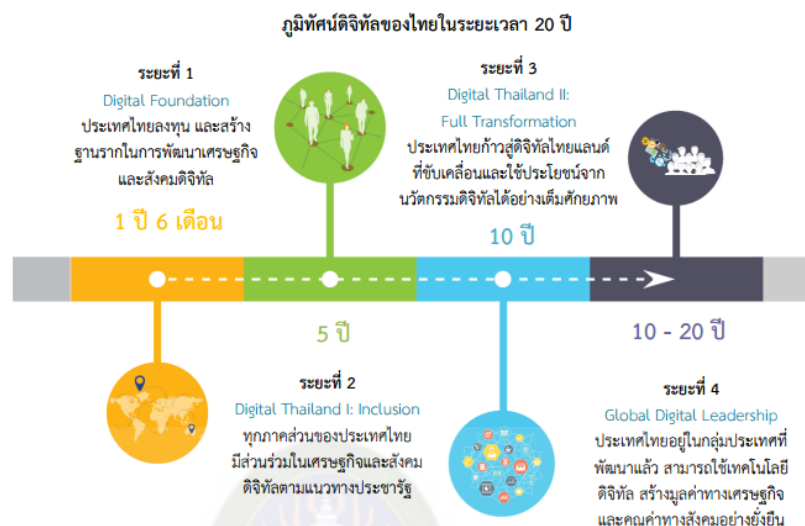 ภูมิทัศน์ดิจิทัลของไทยในระยะเวลา 20 ปี
ระยะที่ 1
Digital Foundation
ประเทศไทยลงทุน และสร้าง
ฐานรากในการพัฒนาเศรษฐกิจ
และสังคมดิจิทัล
1 ปี 6 เดือน
ระยะที่ 3
Digital Thailand II:
Full Transformation
ประเทศไทยก้าวสู่ดิจิทัลไทยแลนด์
ที่ขับเคลื่อนและใช้ประโยชน์จาก
นวัตกรรมดิจิทัลได้อย่างเต็มศักยภาพ
10 ปี
5 ปี
ระยะที่ 2
Digital Thailand I: Inclusion
ทุกภาคส่วนของประเทศไทย
มีส่วนร่วมในเศรษฐกิจและสังคม
ดิจิทัลตามแนวทางประชารัฐ
10 - 20 ปี
ระยะที่ 4
Global Digital Leadership
ประเทศไทยอยู่ในกลุ่มประเทศที่
พัฒนาแล้ว สามารถใช้เทคโนโลยี
ดิจิทัล สร้างมูลค่าทางเศรษฐกิจ
และคุณค่าทางสังคมอย่างยั่งยืน